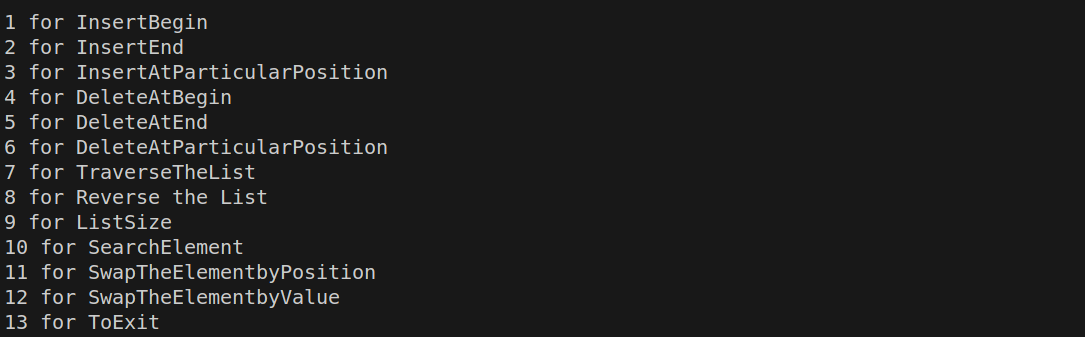 1 for InsertBegin
2 for InsertEnd
3 for InsertAtParticularPosition
4 for DeleteAtBegin
5 for DeleteAtEnd
6 for DeleteAtParticularPosition
7 for TraverseTheList
8 for Reverse the List
9 for ListSize
10 for SearchElement
11 for SwapTheElementbyPosition
12 for SwapTheElementbyValue
13 for ToExit